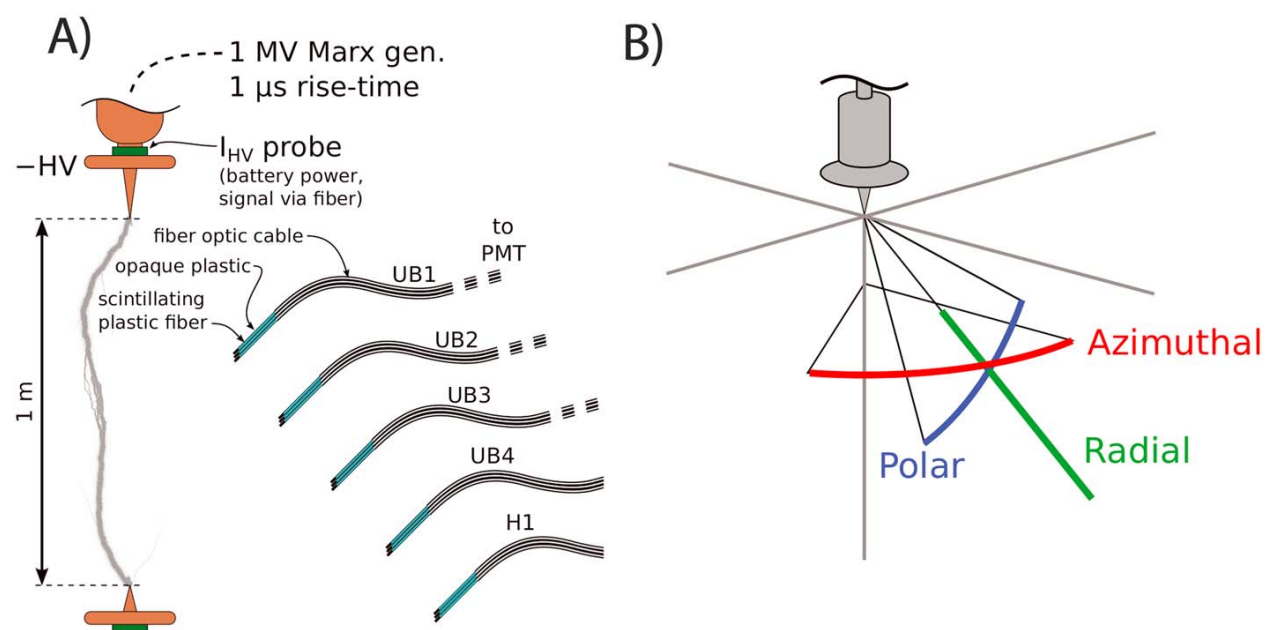 A)
1 MV Marx gen.
1 μs rise-time
−HV
I_HV probe
(battery power,
signal via fiber)
fiber optic cable
opaque plastic
scintillating
plastic fiber
to
PMT
UB1
UB2
UB3
UB4
H1
1 m
B)
Azimuthal
Polar
Radial